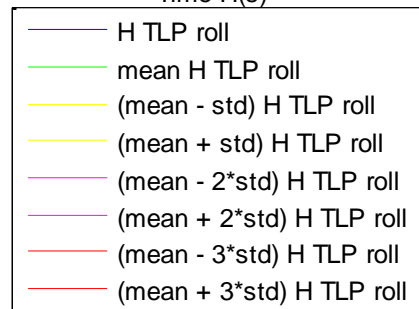 H TLP roll
mean H TLP roll
(mean - std) H TLP roll
(mean + std) H TLP roll
(mean - 2*std) H TLP roll
(mean + 2*std) H TLP roll
(mean - 3*std) H TLP roll
(mean + 3*std) H TLP roll